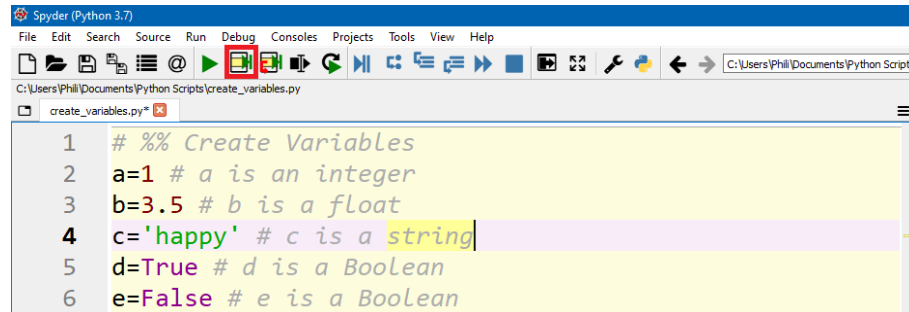 Spyder (Python 3.7)
File Edit Search Source Run Debug Consoles Projects Tools View Help
C:\Users\Phili\Documents\Python Script
C:\Users\Phili\Documents\Python Scripts\create_variables.py
create_variables.py*
1 # %% Create Variables
2 a=1 # a is an integer
3 b=3.5 # b is a float
4 c='happy' # c is a string
5 d=True # d is a Boolean
6 e=False # e is a Boolean